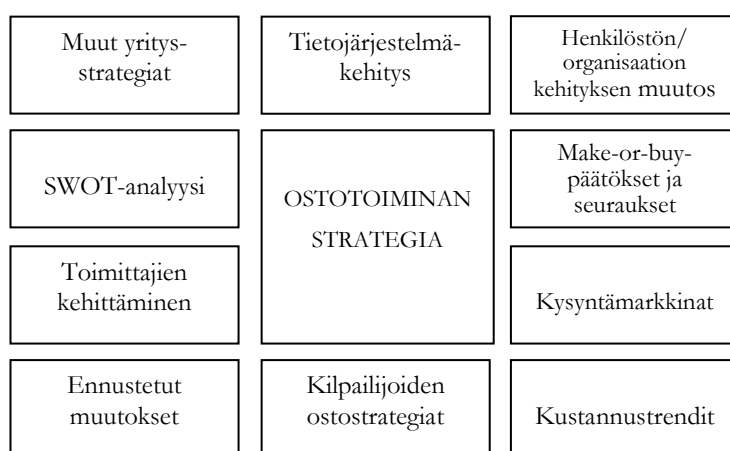 Muut yritys-
strategiat
Tietojärjestelmä-
kehitys
Henkilöstön/
organisaation
kehityksen muutos
SWOT-analyysi
OSTOTOIMINAN
STRATEGIA
Make-or-buy-
päätökset ja
seuraukset
Toimittajien
kehittäminen
Kysyntämarkkinat
Ennustetut
muutokset
Kilpailijoiden
ostostrategiat
Kustannustrendit